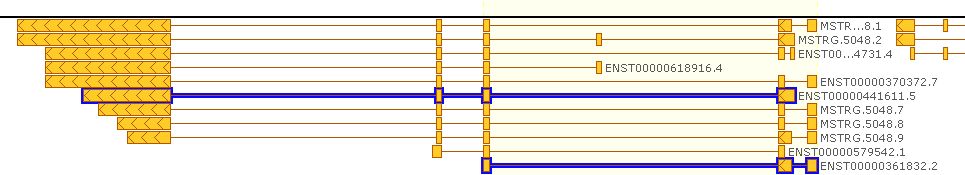 MSTR...8.1
MSTRG.5048.2
ENST00...4731.4
ENST00000618916.4
ENST00000370372.7
ENST00000441611.5
MSTRG.5048.7
MSTRG.5048.8
MSTRG.5048.9
ENST00000579542.1
ENST00000361832.2